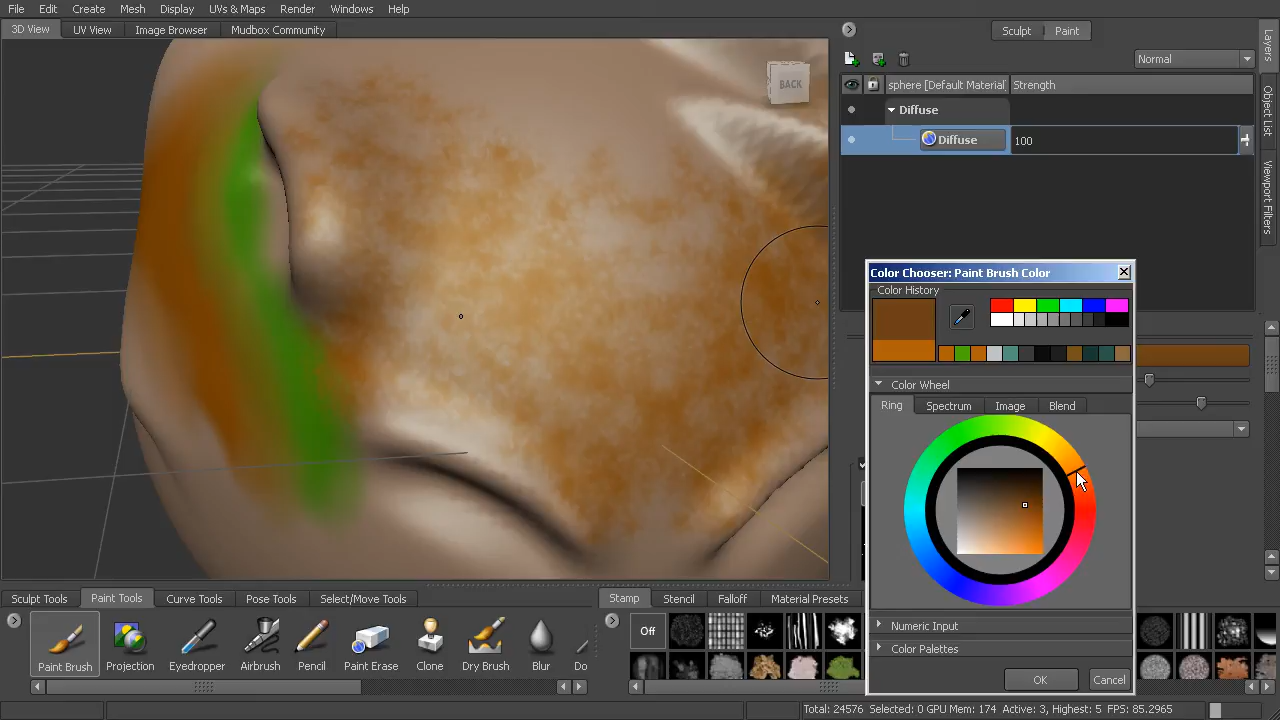 File Edit Create Mesh Display UVs & Maps Render Windows Help
3D View UV View Image Browser Mudbox Community
Sculpt Paint
Normal
sphere [Default Material] Strength
Diffuse
Diffuse 100
Layers
Object List
Viewport Filters
BACK
Color Chooser: Paint Brush Color
Color History
Color Wheel
Ring Spectrum Image Blend
Numeric Input
Color Palettes
OK Cancel
Sculpt Tools Paint Tools Curve Tools Pose Tools Select/Move Tools
Stamp Stencil Falloff Material Presets
Off
Paint Brush Projection Eyedropper Airbrush Pencil Paint Erase Clone Dry Brush Blur Do
Total: 24576 Selected: 0 GPU Mem: 174 Active: 3, Highest: 5 FPS: 85.2965